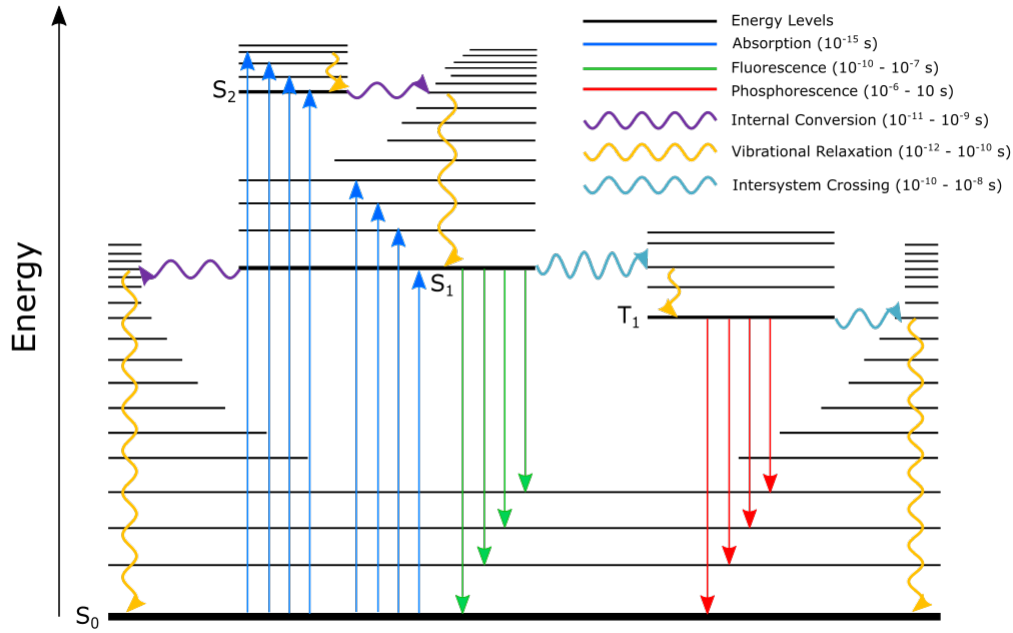 Energy Levels
Absorption (10⁻¹⁵ s)
Fluorescence (10⁻¹⁰ - 10⁻⁷ s)
Phosphorescence (10⁻⁶ - 10 s)
Internal Conversion (10⁻¹¹ - 10⁻⁹ s)
Vibrational Relaxation (10⁻¹² - 10⁻¹⁰ s)
Intersystem Crossing (10⁻¹⁰ - 10⁻⁸ s)
S₂
S₁
T₁
Energy
S₀